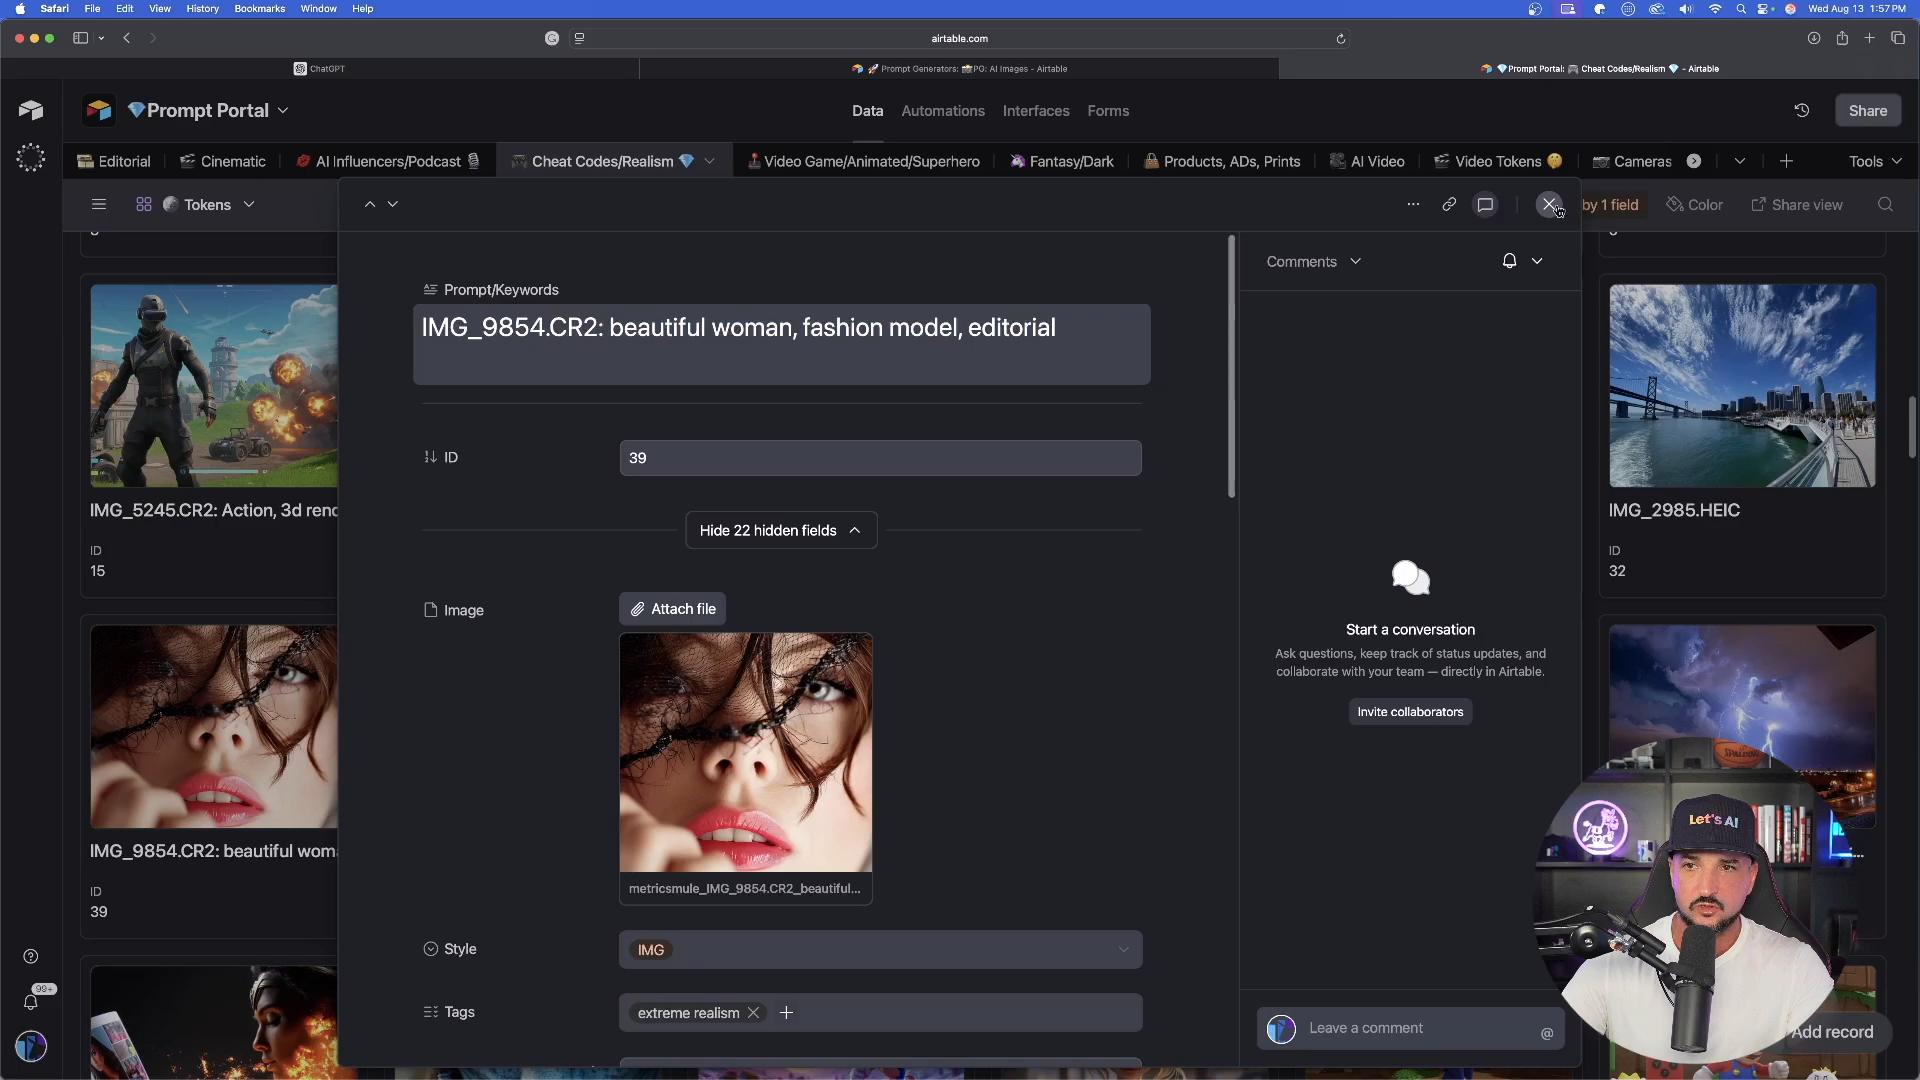 Safari File Edit View History Bookmarks Window Help Wed Aug 13 1:57 PM
airtable.com
ChatGPT
🚀 Prompt Generators: 📸PG: AI Images - Airtable
💎Prompt Portal: 🎮 Cheat Codes/Realism 💎 - Airtable
💎Prompt Portal
Data Automations Interfaces Forms
Share
Editorial
Cinematic
AI Influencers/Podcast
Cheat Codes/Realism 💎
Video Game/Animated/Superhero
Fantasy/Dark
Products, ADs, Prints
AI Video
Video Tokens
Cameras
Tools
Tokens
by 1 field
Color
Share view
Comments
Prompt/Keywords
IMG_9854.CR2: beautiful woman, fashion model, editorial
ID
39
Hide 22 hidden fields
Image
Attach file
metricsmule_IMG_9854.CR2_beautiful...
Style
IMG
Tags
extreme realism
IMG_5245.CR2: Action, 3d renc
ID
15
IMG_9854.CR2: beautiful wom
ID
39
99+
Start a conversation
Ask questions, keep track of status updates, and
collaborate with your team — directly in Airtable.
Invite collaborators
Leave a comment
@
IMG_2985.HEIC
ID
32
SPALDING
Let's AI
Add record